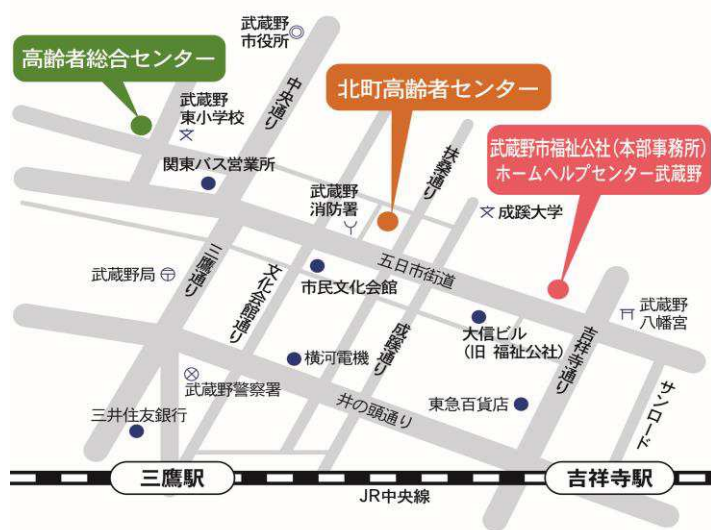 武蔵野
市役所
高齢者総合センター
中央通り
武蔵野
東小学校
北町高齢者センター
扶桑通り
武蔵野市福祉公社(本部事務所)
ホームヘルプセンター武蔵野
関東バス営業所
武蔵野
消防署
成蹊大学
三鷹通り
五日市街道
武蔵野局
文化会館通り
市民文化会館
成蹊通り
大信ビル
(旧 福祉公社)
吉祥寺通り
武蔵野
八幡宮
横河電機
武蔵野警察署
井の頭通り
東急百貨店
サンロード
三井住友銀行
三鷹駅
吉祥寺駅
JR中央線